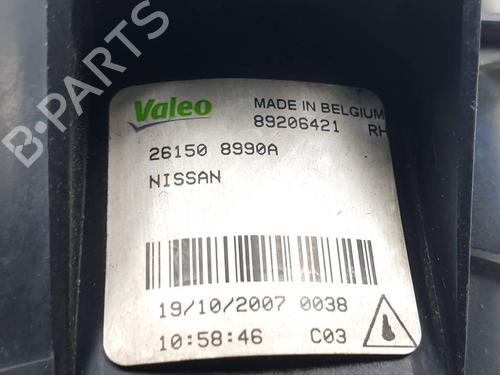 B-PARTS
Valeo
MADE IN BELGIUM
89206421 RH
26150 8990A
NISSAN
19/10/2007 0038
10:58:46 C03